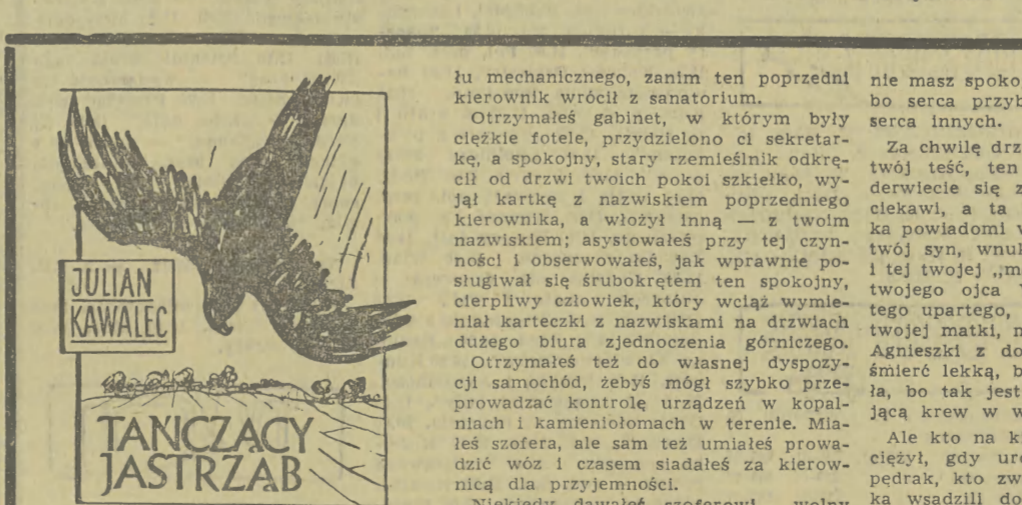 JULIAN
KAWALEC
TAŃCZĄCY
JASTRZĄB
łu mechanicznego, zanim ten poprzedni
kierownik wrócił z sanatorium.
Otrzymałeś gabinet, w którym były
ciężkie fotele, przydzielono ci sekretar-
kę, a spokojny, stary rzemieślnik odkrę-
cił od drzwi twoich pokoi szkiełko, wy-
jął kartkę z nazwiskiem poprzedniego
kierownika, a włożył inną — z twoim
nazwiskiem; asystowałeś przy tej czyn-
ności i obserwowałeś, jak wprawnie po-
sługiwał się śrubokrętem ten spokojny,
cierpliwy człowiek, który wciąż wymie-
niał karteczki z nazwiskami na drzwiach
dużego biura zjednoczenia górniczego.
Otrzymałeś też do własnej dyspozy-
cji samochód, żebyś mógł szybko prze-
prowadzać kontrolę urządzeń w kopal-
niach i kamieniołomach w terenie. Mia-
łeś szofera, ale sam też umiałeś prowa-
dzić wóz i czasem siadałeś za kierow-
nicą dla przyjemności.
Niekiedy dawałeś szoferowi wolny
nie masz spoko
bo serca przyb
serca innych.
Za chwilę drz
twój teść, ten
derwiecie się z
ciekawi, a ta
ka powiadomi w
twój syn, wnuk
i tej twojej „m
twojego ojca
tego upartego,
twojej matki, n
Agnieszki z do
śmierć lekką, b
ła, bo tak jest
jącą krew w w
Ale kto na k
ciężył, gdy uro
pędrak, kto zw
ka wsadzili do